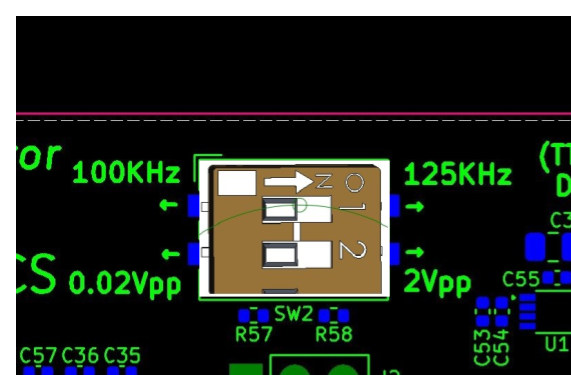 or
100KHz
125KHz
(T
D
ON
1
2
C3
CS
0.02Vpp
2Vpp
C55
SW2
R57
R58
C53
C54
U1
C57
C36
C35